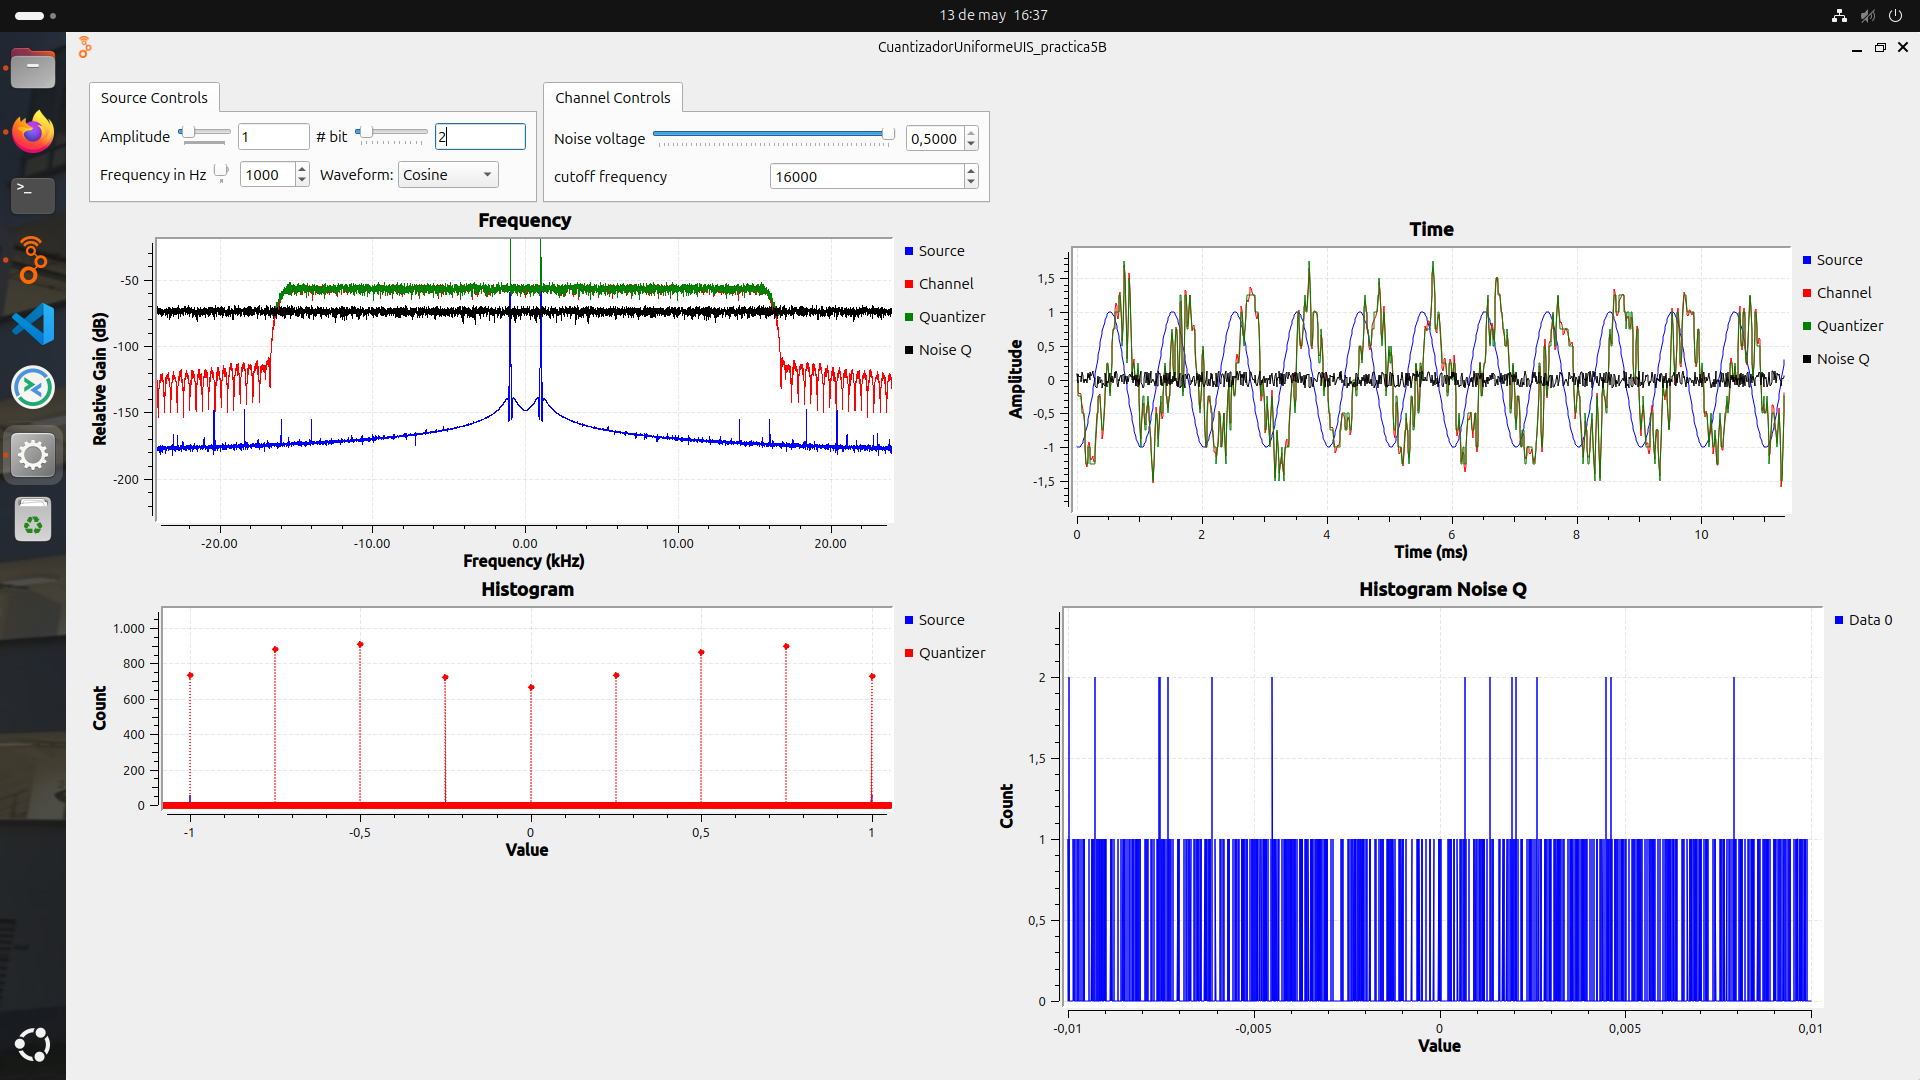 13 de may 16:37
CuantizadorUniformeUIS_practica5B
Source Controls
Amplitude 1 # bit 2
Frequency in Hz 1000 Waveform: Cosine
Channel Controls
Noise voltage 0,5000
cutoff frequency 16000
Frequency
Relative Gain (dB)
-50
-100
-150
-200
-20.00 -10.00 0.00 10.00 20.00
Frequency (kHz)
Source
Channel
Quantizer
Noise Q
Time
Amplitude
1,5
1
0,5
0
-0,5
-1
-1,5
0 2 4 6 8 10
Time (ms)
Source
Channel
Quantizer
Noise Q
Histogram
Count
1.000
800
600
400
200
0
-1 -0,5 0 0,5 1
Value
Source
Quantizer
Histogram Noise Q
Count
2
1,5
1
0,5
0
-0,01 -0,005 0 0,005 0,01
Value
Data 0